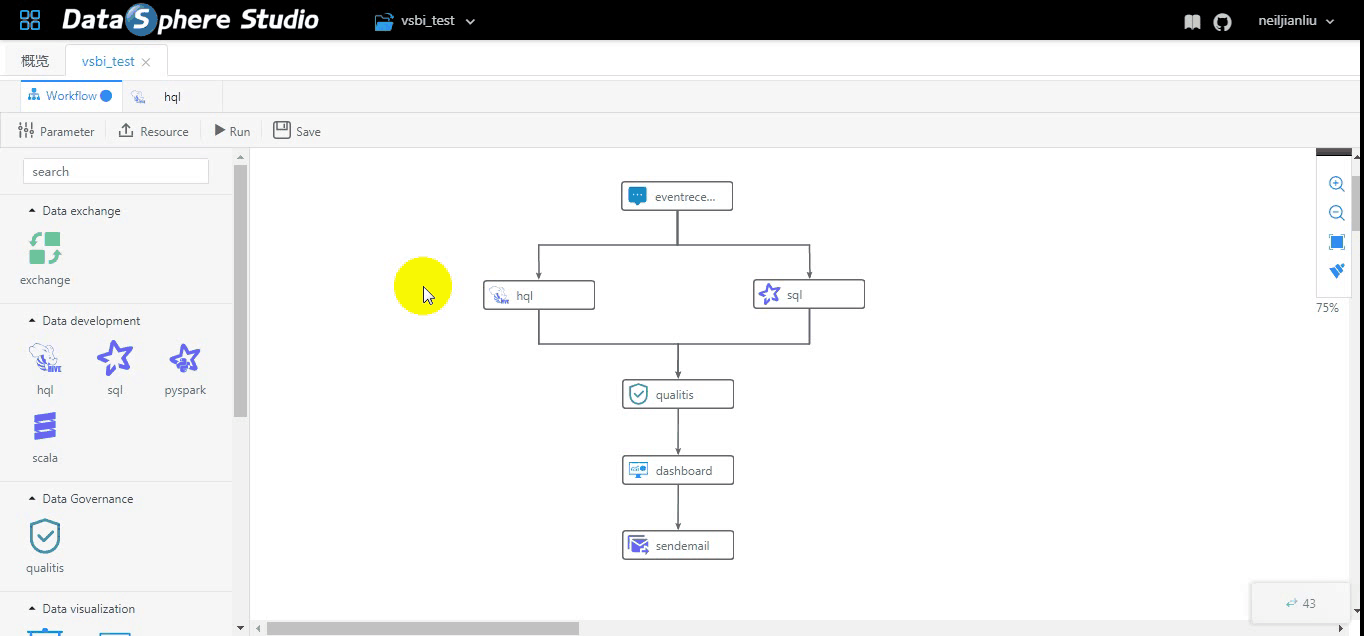 DataSphere Studio
vsbi_test
neiljianliu
概览
vsbi_test
Workflow
hql
Parameter
Resource
Run
Save
search
Data exchange
exchange
Data development
hql
sql
pyspark
scala
Data Governance
qualitis
Data visualization
eventrece...
hql
sql
qualitis
dashboard
sendemail
75%
43